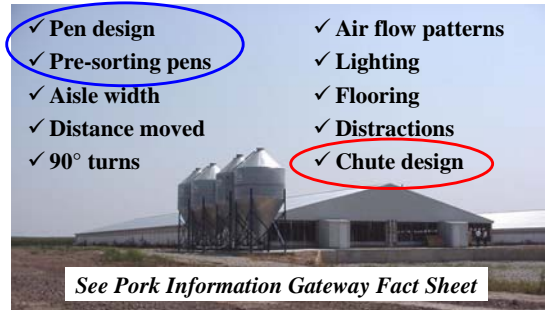 ✓ Pen design
✓ Pre-sorting pens
✓ Aisle width
✓ Distance moved
✓ 90° turns
✓ Air flow patterns
✓ Lighting
✓ Flooring
✓ Distractions
✓ Chute design
See Pork Information Gateway Fact Sheet